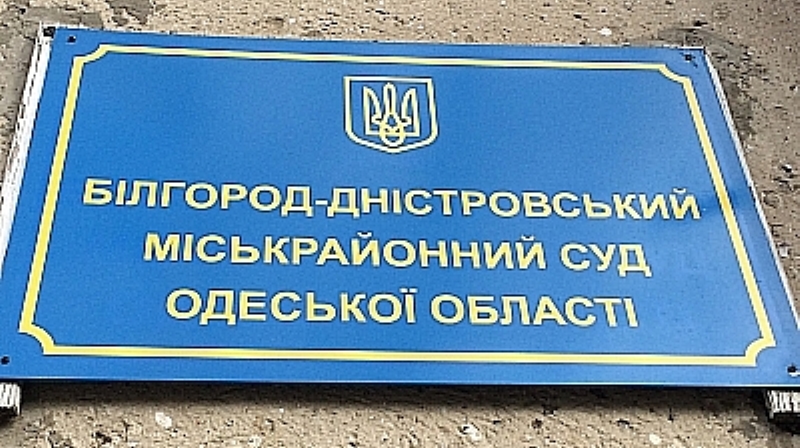 БІЛГОРОД-ДНІСТРОВСЬКИЙ
МІСЬКРАЙОННИЙ СУД
ОДЕСЬКОЇ ОБЛАСТІ